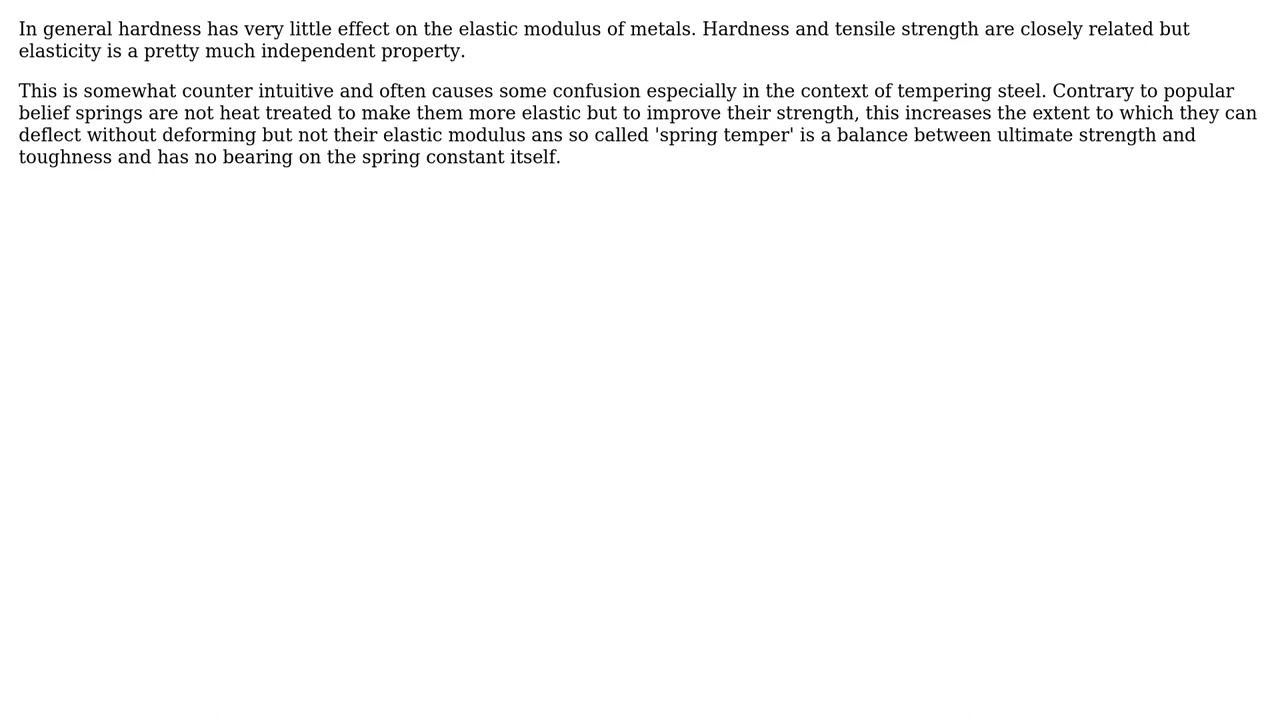 In general hardness has very little effect on the elastic modulus of metals. Hardness and tensile strength are closely related but
elasticity is a pretty much independent property.
This is somewhat counter intuitive and often causes some confusion especially in the context of tempering steel. Contrary to popular
belief springs are not heat treated to make them more elastic but to improve their strength, this increases the extent to which they can
deflect without deforming but not their elastic modulus ans so called 'spring temper' is a balance between ultimate strength and
toughness and has no bearing on the spring constant itself.